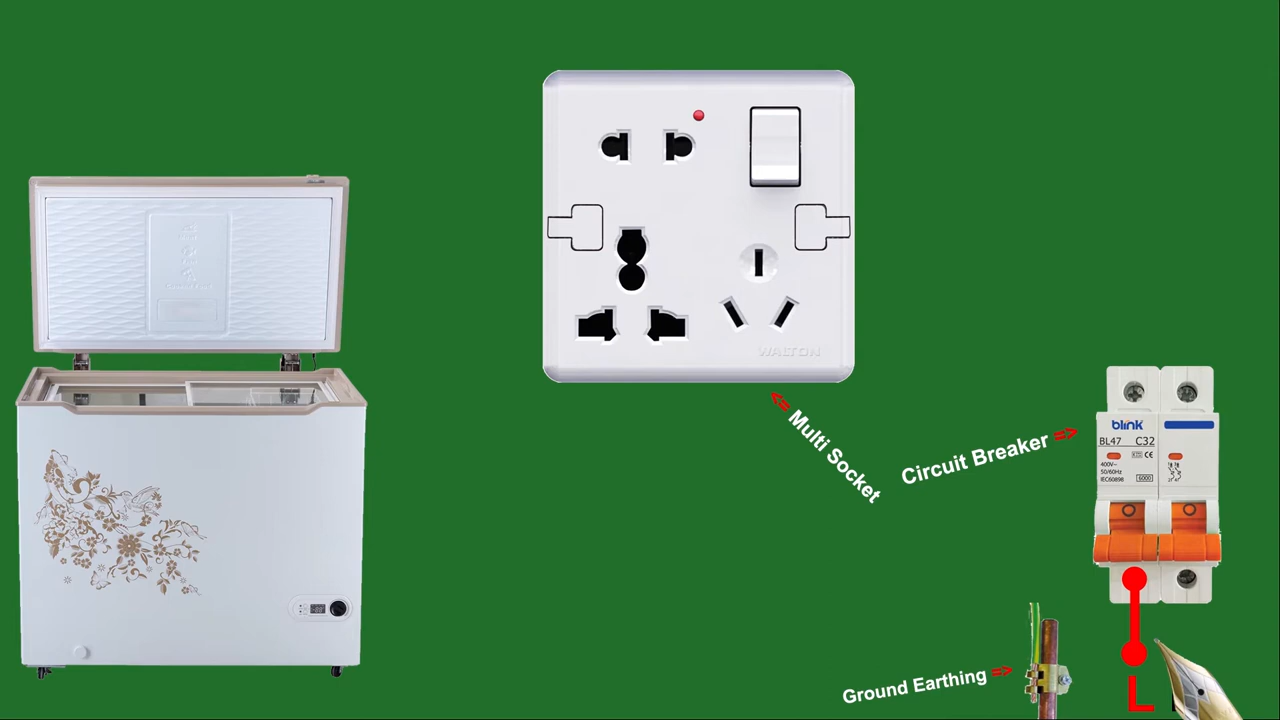 WALTON
<= Multi Socket
Circuit Breaker =>
blink
BL47 C32
400V~
50/60Hz
IEC60898
6000
Ground Earthing =>
L